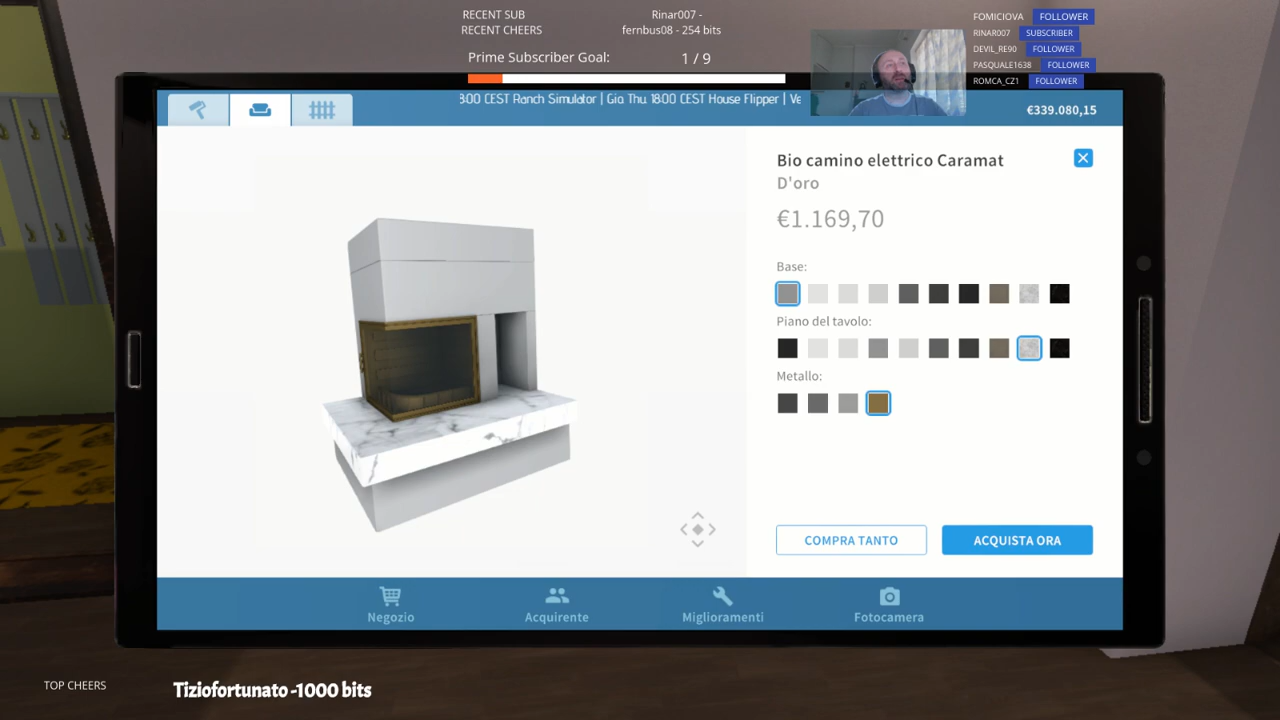 RECENT SUB
Rinar007 -
RECENT CHEERS
fernbus08 - 254 bits
Prime Subscriber Goal:
1 / 9
FOMICIOVA FOLLOWER
RINAR007 SUBSCRIBER
DEVIL_RE90 FOLLOWER
PASQUALE1638 FOLLOWER
ROMCA_CZ1 FOLLOWER
8:00 CEST Ranch Simulator | Gio. Thu. 18:00 CEST House Flipper | Ve
€339.080,15
Bio camino elettrico Caramat
D'oro
€1.169,70
Base:
Piano del tavolo:
Metallo:
COMPRA TANTO
ACQUISTA ORA
Negozio
Acquirente
Miglioramenti
Fotocamera
TOP CHEERS
Tiziofortunato -1000 bits